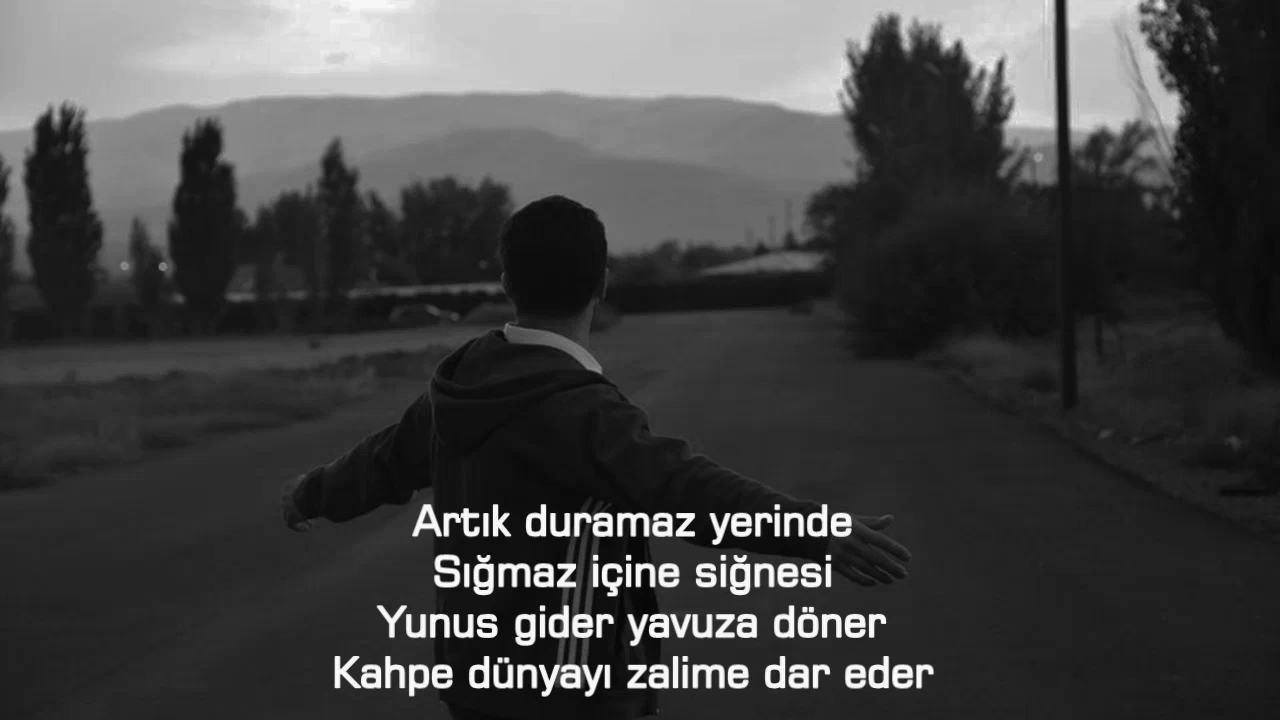 Artık duramaz yerinde
Sığmaz içine siğnesi
Yunus gider yavuza döner
Kahpe dünyayı zalime dar eder